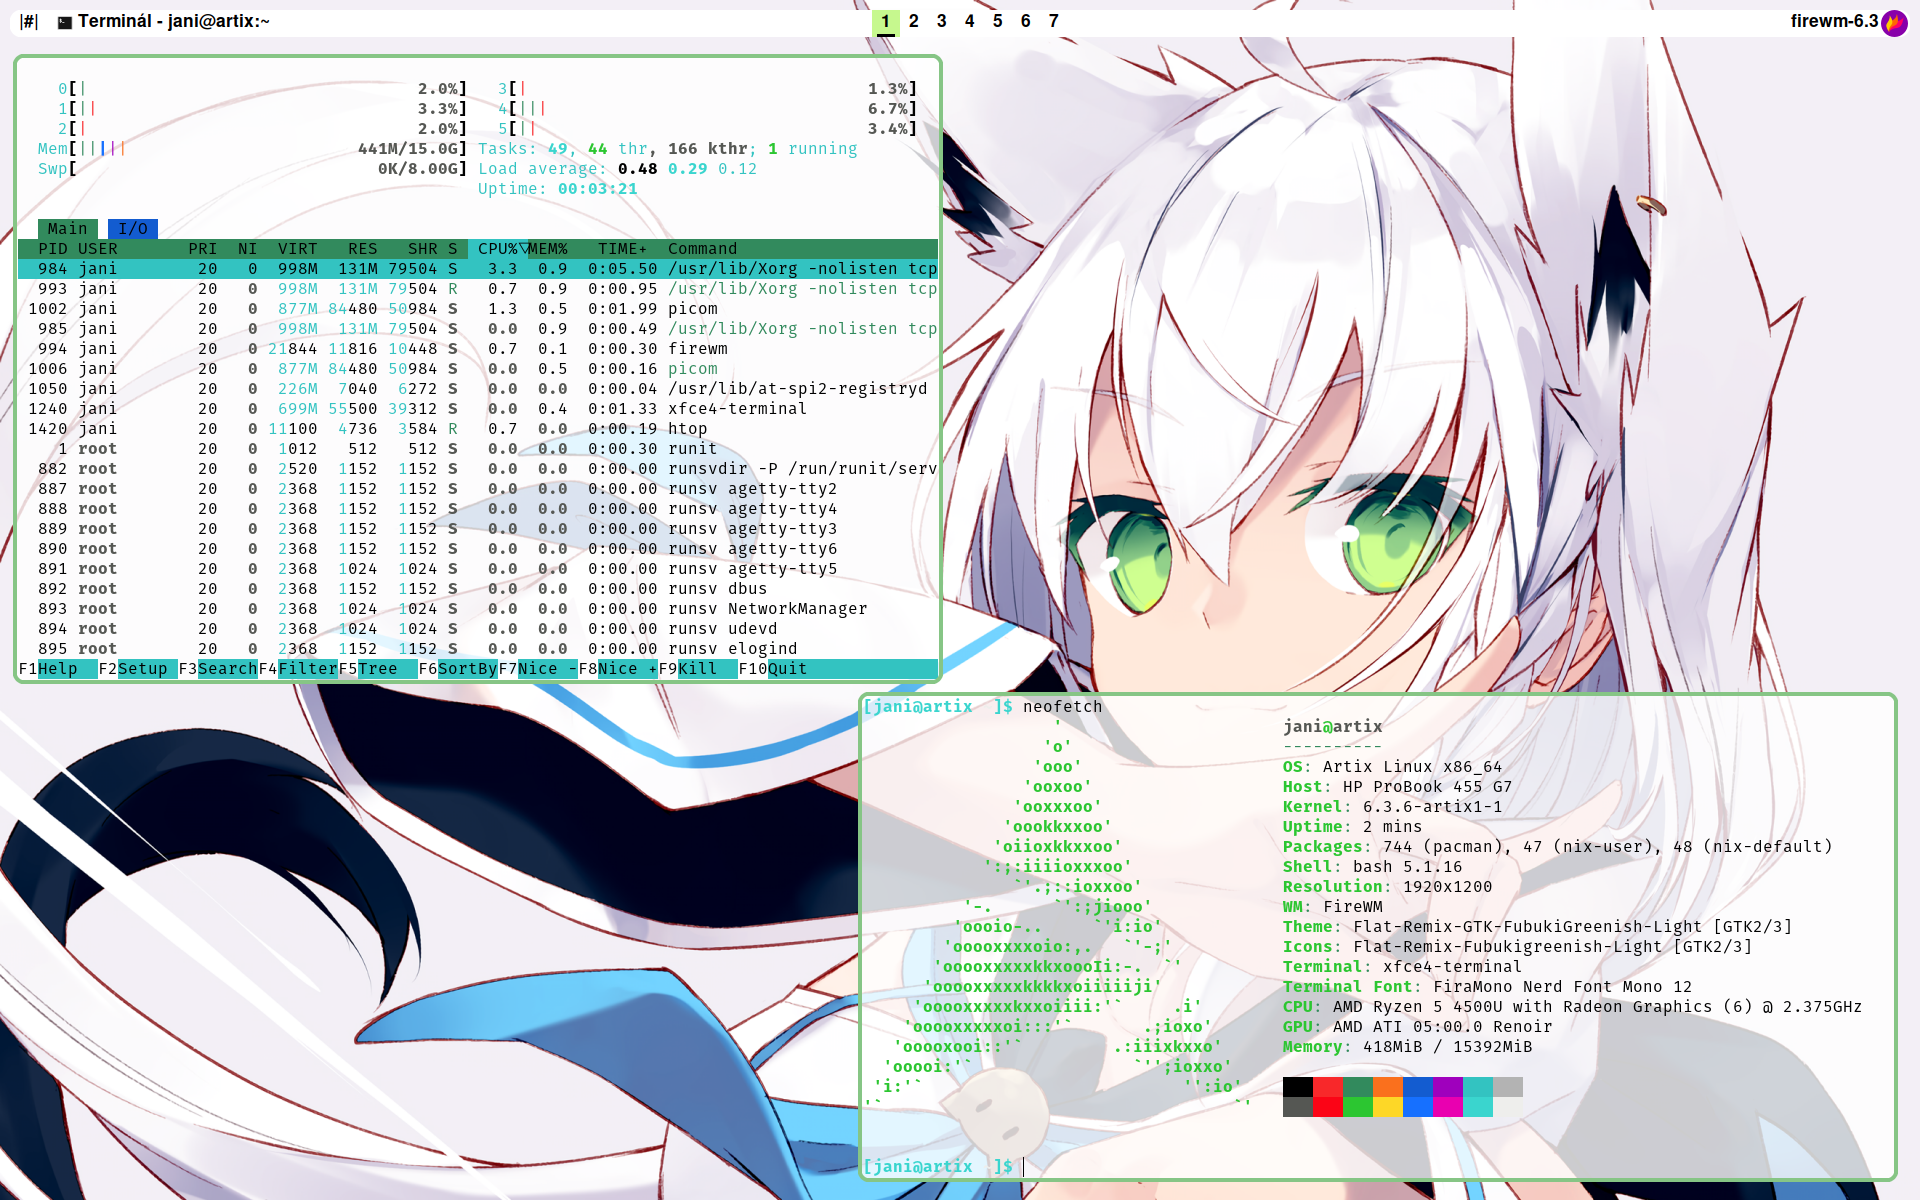 |#| Terminál - jani@artix:~ 1 2 3 4 5 6 7 firewm-6.3
0[| 2.0%] 3[| 1.3%]
1[|| 3.3%] 4[||| 6.7%]
2[| 2.0%] 5[|| 3.4%]
Mem[||||| 441M/15.0G] Tasks: 49, 44 thr, 166 kthr; 1 running
Swp[ 0K/8.00G] Load average: 0.48 0.29 0.12
Uptime: 00:03:21
Main I/O
PID USER PRI NI VIRT RES SHR S CPU%▽MEM% TIME+ Command
984 jani 20 0 998M 131M 79504 S 3.3 0.9 0:05.50 /usr/lib/Xorg -nolisten tcp
993 jani 20 0 998M 131M 79504 R 0.7 0.9 0:00.95 /usr/lib/Xorg -nolisten tcp
1002 jani 20 0 877M 84480 50984 S 1.3 0.5 0:01.99 picom
985 jani 20 0 998M 131M 79504 S 0.0 0.9 0:00.49 /usr/lib/Xorg -nolisten tcp
994 jani 20 0 21844 11816 10448 S 0.7 0.1 0:00.30 firewm
1006 jani 20 0 877M 84480 50984 S 0.0 0.5 0:00.16 picom
1050 jani 20 0 226M 7040 6272 S 0.0 0.0 0:00.04 /usr/lib/at-spi2-registryd
1240 jani 20 0 699M 55500 39312 S 0.0 0.4 0:01.33 xfce4-terminal
1420 jani 20 0 11100 4736 3584 R 0.7 0.0 0:00.19 htop
1 root 20 0 1012 512 512 S 0.0 0.0 0:00.30 runit
882 root 20 0 2520 1152 1152 S 0.0 0.0 0:00.00 runsvdir -P /run/runit/serv
887 root 20 0 2368 1152 1152 S 0.0 0.0 0:00.00 runsv agetty-tty2
888 root 20 0 2368 1152 1152 S 0.0 0.0 0:00.00 runsv agetty-tty4
889 root 20 0 2368 1152 1152 S 0.0 0.0 0:00.00 runsv agetty-tty3
890 root 20 0 2368 1152 1152 S 0.0 0.0 0:00.00 runsv agetty-tty6
891 root 20 0 2368 1024 1024 S 0.0 0.0 0:00.00 runsv agetty-tty5
892 root 20 0 2368 1152 1152 S 0.0 0.0 0:00.00 runsv dbus
893 root 20 0 2368 1024 1024 S 0.0 0.0 0:00.00 runsv NetworkManager
894 root 20 0 2368 1024 1024 S 0.0 0.0 0:00.00 runsv udevd
895 root 20 0 2368 1152 1152 S 0.0 0.0 0:00.00 runsv elogind
F1Help F2Setup F3SearchF4FilterF5Tree F6SortByF7Nice -F8Nice +F9Kill F10Quit
[jani@artix ]$ neofetch
'
'o'
'ooo'
'ooxoo'
'ooxxxoo'
'oookkxxoo'
'oiioxkkxxoo'
':;:iiiioxxxoo'
`'.;::ioxxoo'
'-. `':;jiooo'
'oooio-.. `'i:io'
'ooooxxxxoio:,. `'-;'
'ooooxxxxxkkxoooIi:-. `'
'ooooxxxxxkkkkxoiiiiiji'
'ooooxxxxxkxxoiiii:'` .i'
'ooooxxxxxoi:::'` .;ioxo'
'ooooxooi::'` .:iiixkxxo'
'ooooi:'` `'';ioxxo'
'i:'` '':io'
'` `'
jani@artix
----------
OS: Artix Linux x86_64
Host: HP ProBook 455 G7
Kernel: 6.3.6-artix1-1
Uptime: 2 mins
Packages: 744 (pacman), 47 (nix-user), 48 (nix-default)
Shell: bash 5.1.16
Resolution: 1920x1200
WM: FireWM
Theme: Flat-Remix-GTK-FubukiGreenish-Light [GTK2/3]
Icons: Flat-Remix-Fubukigreenish-Light [GTK2/3]
Terminal: xfce4-terminal
Terminal Font: FiraMono Nerd Font Mono 12
CPU: AMD Ryzen 5 4500U with Radeon Graphics (6) @ 2.375GHz
GPU: AMD ATI 05:00.0 Renoir
Memory: 418MiB / 15392MiB
[jani@artix ]$